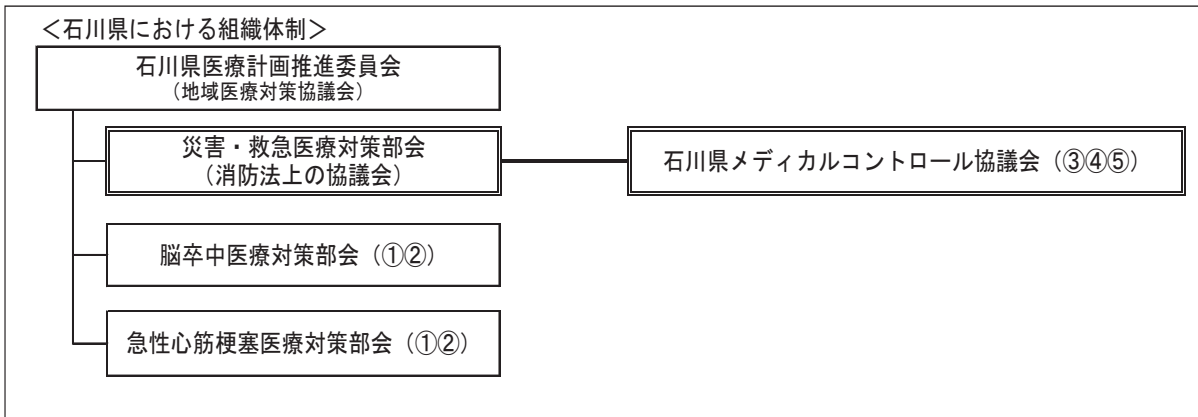 ＜石川県における組織体制＞
石川県医療計画推進委員会
（地域医療対策協議会）
災害・救急医療対策部会
（消防法上の協議会）
石川県メディカルコントロール協議会（③④⑤）
脳卒中医療対策部会（①②）
急性心筋梗塞医療対策部会（①②）